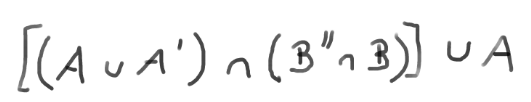 [(A ∪ A') ∩ (B'' ∩ B)] ∪ A